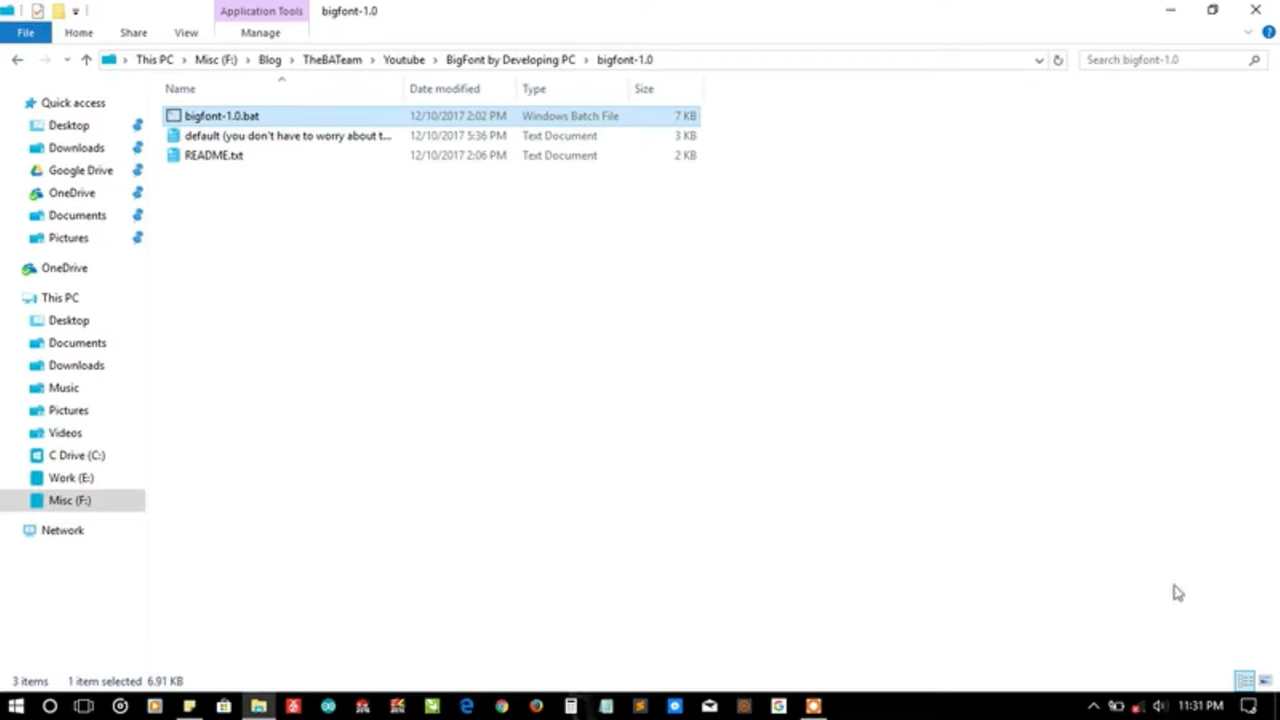 Application Tools bigfont-1.0
File Home Share View Manage
This PC Misc (F:) Blog TheBATeam Youtube BigFont by Developing PC bigfont-1.0 Search bigfont-1.0
Name Date modified Type Size
bigfont-1.0.bat 12/10/2017 2:02 PM Windows Batch File 7 KB
default (you don't have to worry about t... 12/10/2017 5:36 PM Text Document 3 KB
README.txt 12/10/2017 2:06 PM Text Document 2 KB
Quick access
Desktop
Downloads
Google Drive
OneDrive
Documents
Pictures
OneDrive
This PC
Desktop
Documents
Downloads
Music
Pictures
Videos
C Drive (C:)
Work (E:)
Misc (F:)
Network
3 items 1 item selected 6.91 KB
11:31 PM